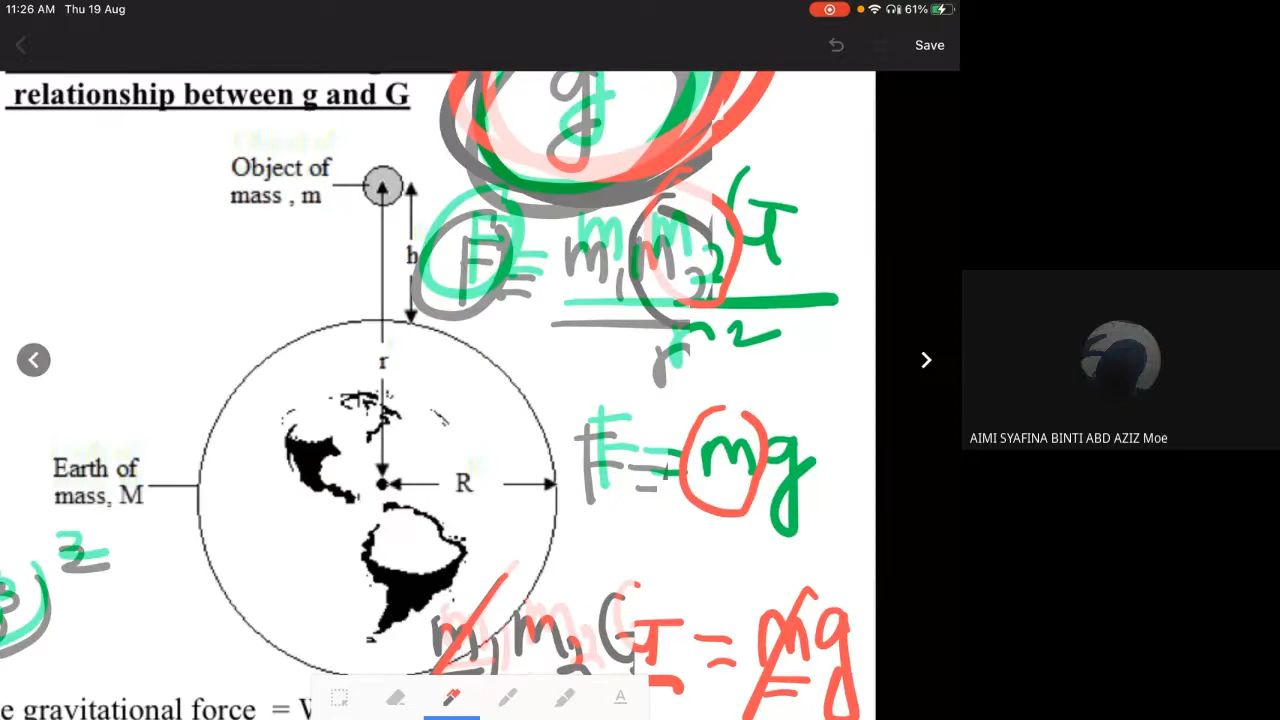 11:26 AM Thu 19 Aug
61%
Save
relationship between g and G
g
Object of
mass , m
h
F = m₁m₂G
r²
r
F = mg
Earth of
mass, M
R
)²
m₁m₂G = mg
e gravitational force = W
A
AIMI SYAFINA BINTI ABD AZIZ Moe